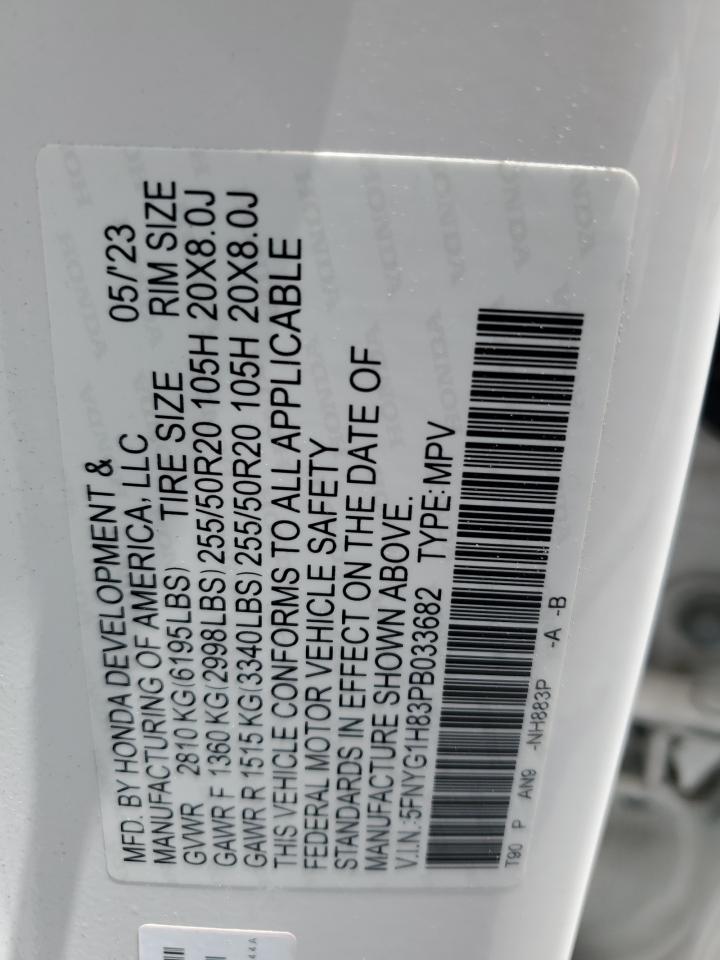 MFD. BY HONDA DEVELOPMENT & 05/'23
MANUFACTURING OF AMERICA, LLC
GVWR 2810 KG(6195LBS) TIRE SIZE RIM SIZE
GAWR F 1360 KG(2998LBS) 255/50R20 105H 20X8.0J
GAWR R 1515 KG(3340LBS) 255/50R20 105H 20X8.0J
THIS VEHICLE CONFORMS TO ALL APPLICABLE
FEDERAL MOTOR VEHICLE SAFETY
STANDARDS IN EFFECT ON THE DATE OF
MANUFACTURE SHOWN ABOVE.
V.I.N.:5FNYG1H83PB033682 TYPE:MPV
T90 P AN9 -NH883P -A -B
HONDA
44A